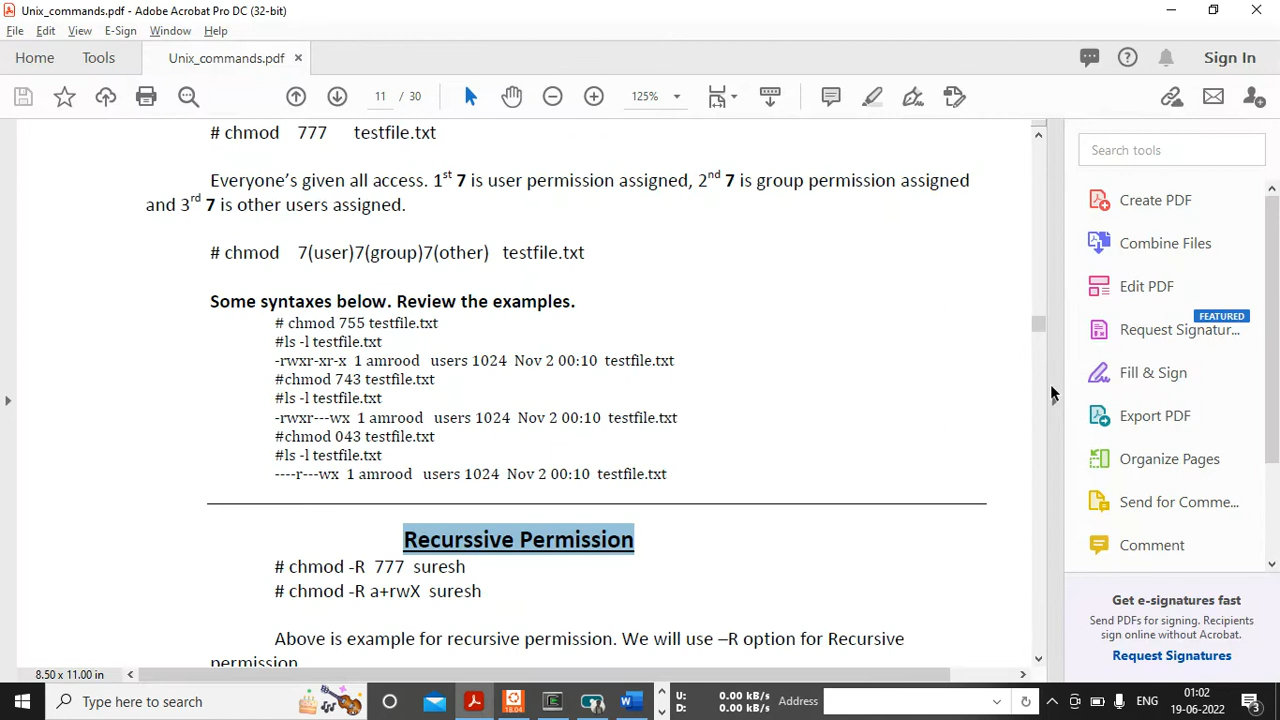 Unix_commands.pdf - Adobe Acrobat Pro DC (32-bit)
File Edit View E-Sign Window Help
Home Tools Unix_commands.pdf × Sign In
11 / 30 125%
# chmod 777 testfile.txt
Everyone's given all access. 1st 7 is user permission assigned, 2nd 7 is group permission assigned
and 3rd 7 is other users assigned.
# chmod 7(user)7(group)7(other) testfile.txt
Some syntaxes below. Review the examples.
# chmod 755 testfile.txt
#ls -l testfile.txt
-rwxr-xr-x 1 amrood users 1024 Nov 2 00:10 testfile.txt
#chmod 743 testfile.txt
#ls -l testfile.txt
-rwxr---wx 1 amrood users 1024 Nov 2 00:10 testfile.txt
#chmod 043 testfile.txt
#ls -l testfile.txt
----r---wx 1 amrood users 1024 Nov 2 00:10 testfile.txt
Recurssive Permission
# chmod -R 777 suresh
# chmod -R a+rwX suresh
Above is example for recursive permission. We will use –R option for Recursive
permission
8.50 x 11.00 in
Search tools
Create PDF
Combine Files
Edit PDF
FEATURED
Request Signatur...
Fill & Sign
Export PDF
Organize Pages
Send for Comme...
Comment
Get e-signatures fast
Send PDFs for signing. Recipients
sign online without Acrobat.
Request Signatures
Type here to search
18.04
U: 0.00 kB/s
D: 0.00 kB/s
Address
ENG
01:02
19-06-2022
3